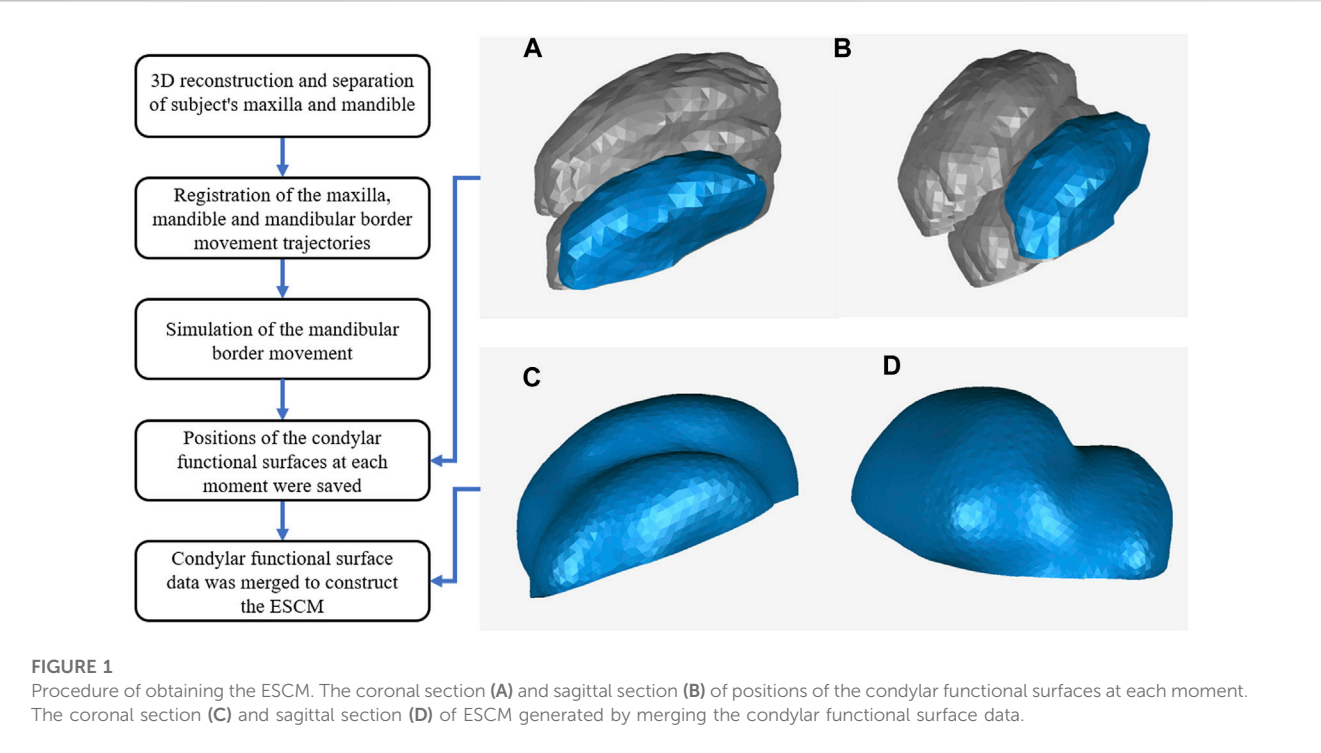 3D reconstruction and separation
of subject's maxilla and mandible
Registration of the maxilla,
mandible and mandibular border
movement trajectories
Simulation of the mandibular
border movement
Positions of the condylar
functional surfaces at each
moment were saved
Condylar functional surface
data was merged to construct
the ESCM
A
B
C
D
FIGURE 1
Procedure of obtaining the ESCM. The coronal section (A) and sagittal section (B) of positions of the condylar functional surfaces at each moment.
The coronal section (C) and sagittal section (D) of ESCM generated by merging the condylar functional surface data.